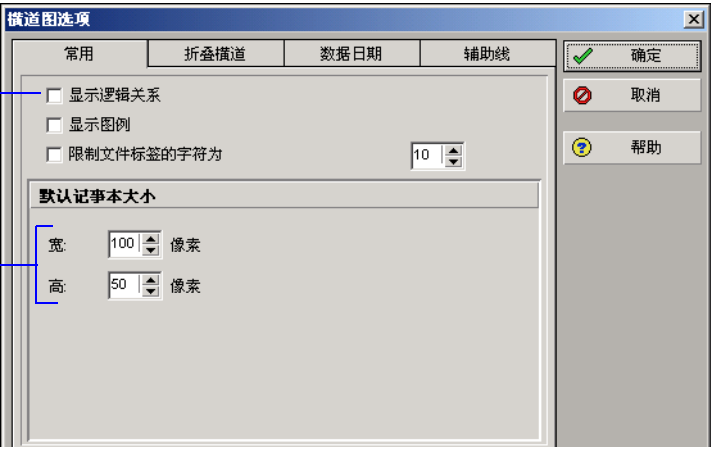 横道图选项
常用 折叠横道 数据日期 辅助线
显示逻辑关系
显示图例
限制文件标签的字符为 10
默认记事本大小
宽: 100 像素
高: 50 像素
确定
取消
帮助